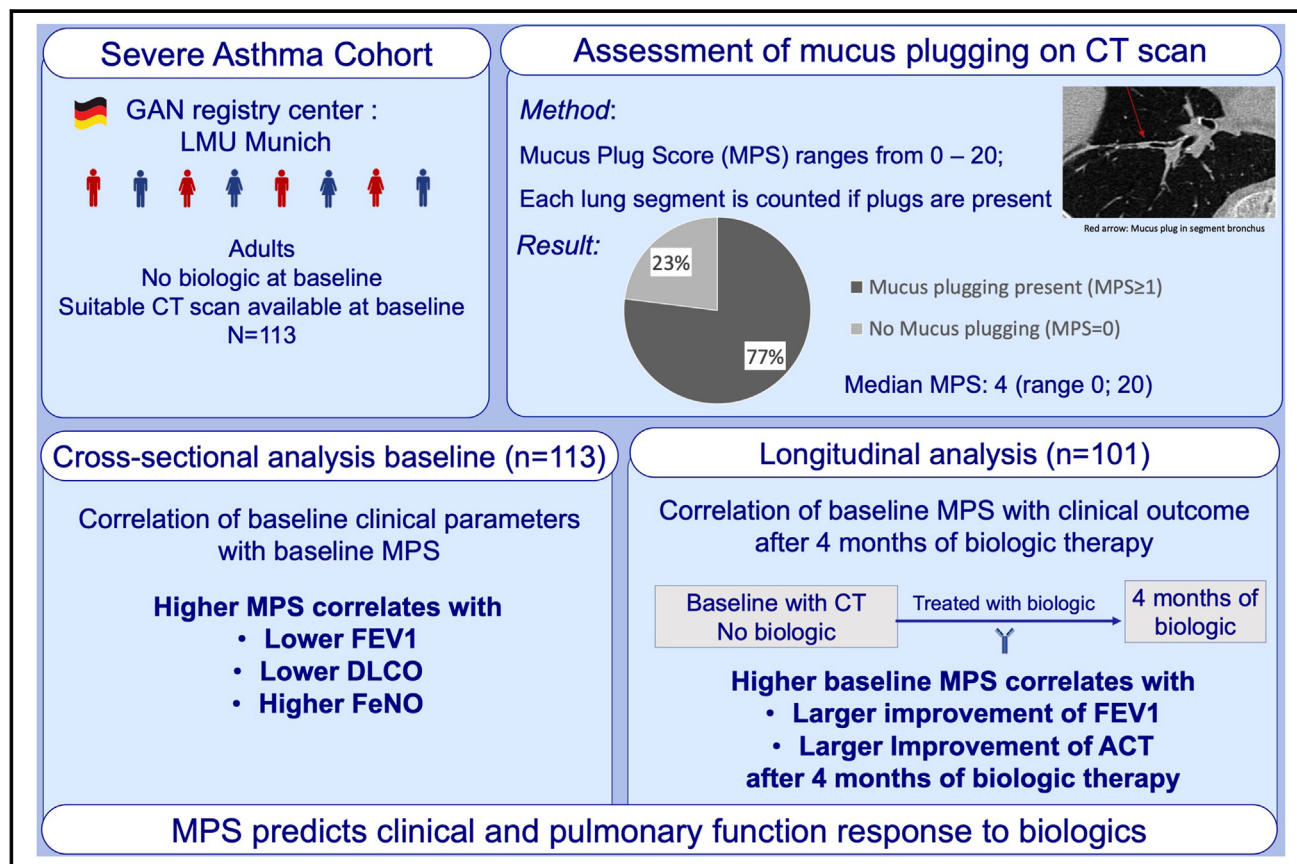 Severe Asthma Cohort
GAN registry center :
LMU Munich
Adults
No biologic at baseline
Suitable CT scan available at baseline
N=113
Assessment of mucus plugging on CT scan
Method:
Mucus Plug Score (MPS) ranges from 0 – 20;
Each lung segment is counted if plugs are present
Red arrow: Mucus plug in segment bronchus
Result:
23%
77%
Mucus plugging present (MPS≥1)
No Mucus plugging (MPS=0)
Median MPS: 4 (range 0; 20)
Cross-sectional analysis baseline (n=113)
Correlation of baseline clinical parameters
with baseline MPS
Higher MPS correlates with
• Lower FEV1
• Lower DLCO
• Higher FeNO
Longitudinal analysis (n=101)
Correlation of baseline MPS with clinical outcome
after 4 months of biologic therapy
Baseline with CT
No biologic
Treated with biologic
4 months of
biologic
Higher baseline MPS correlates with
• Larger improvement of FEV1
• Larger Improvement of ACT
after 4 months of biologic therapy
MPS predicts clinical and pulmonary function response to biologics